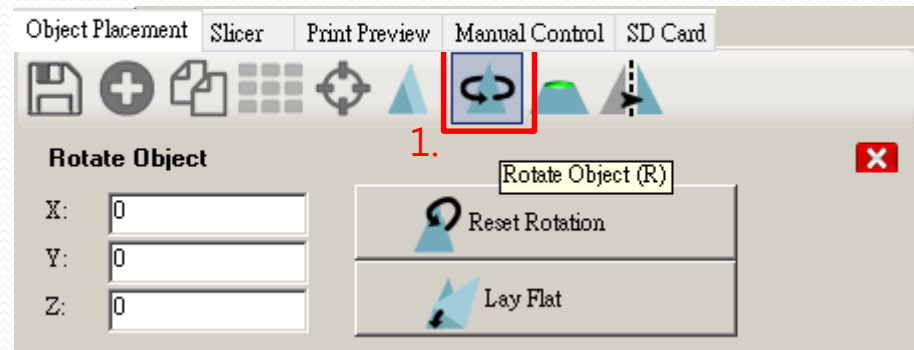 Object Placement Slicer Print Preview Manual Control SD Card
1.
Rotate Object
Rotate Object (R)
X: 0
Reset Rotation
Y: 0
Lay Flat
Z: 0